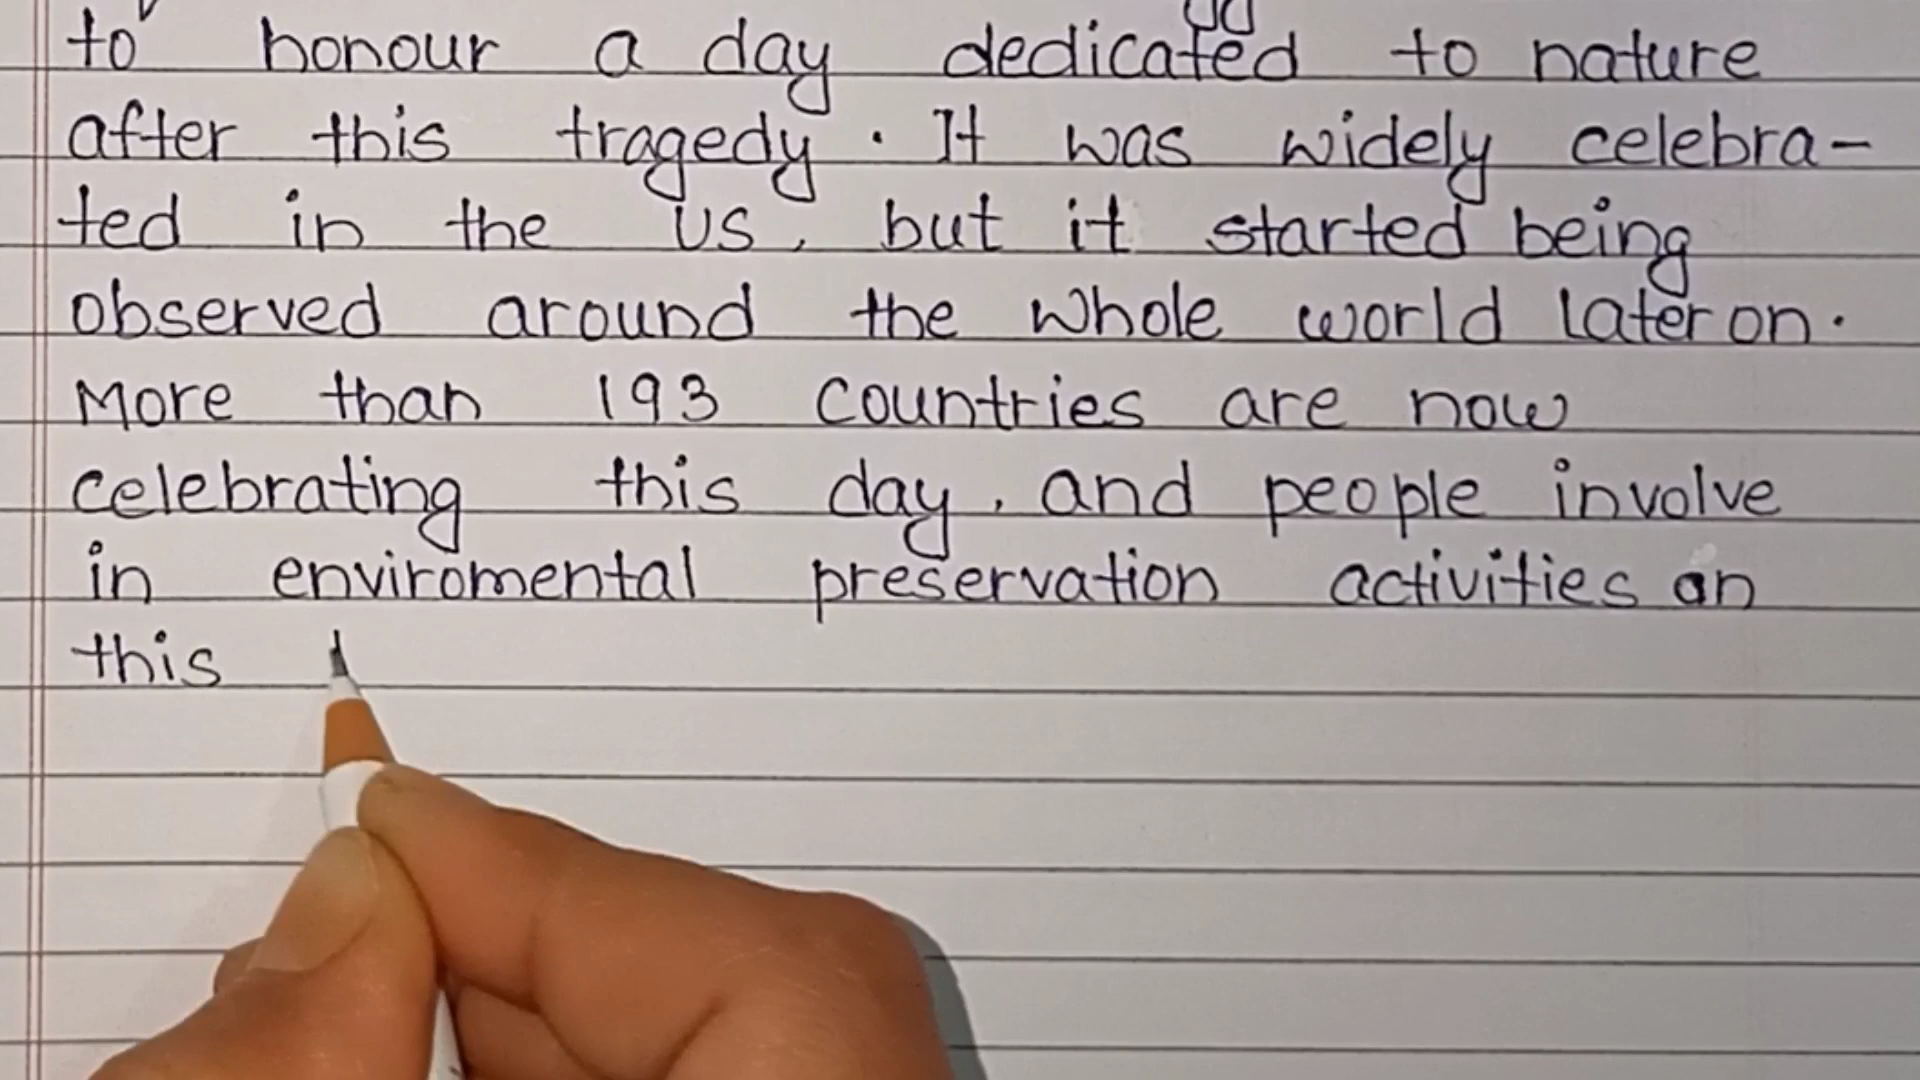 to honour a day dedicated to nature
after this tragedy. It was widely celebra-
ted in the US, but it started being
observed around the whole world later on.
More than 193 countries are now
celebrating this day, and people involve
in enviromental preservation activities on
this